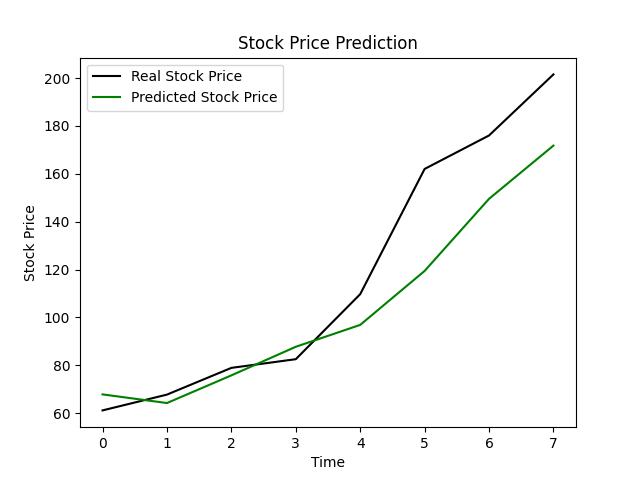 Stock Price Prediction
Real Stock Price
Predicted Stock Price
Stock Price
200
180
160
140
120
100
80
60
0 1 2 3 4 5 6 7
Time